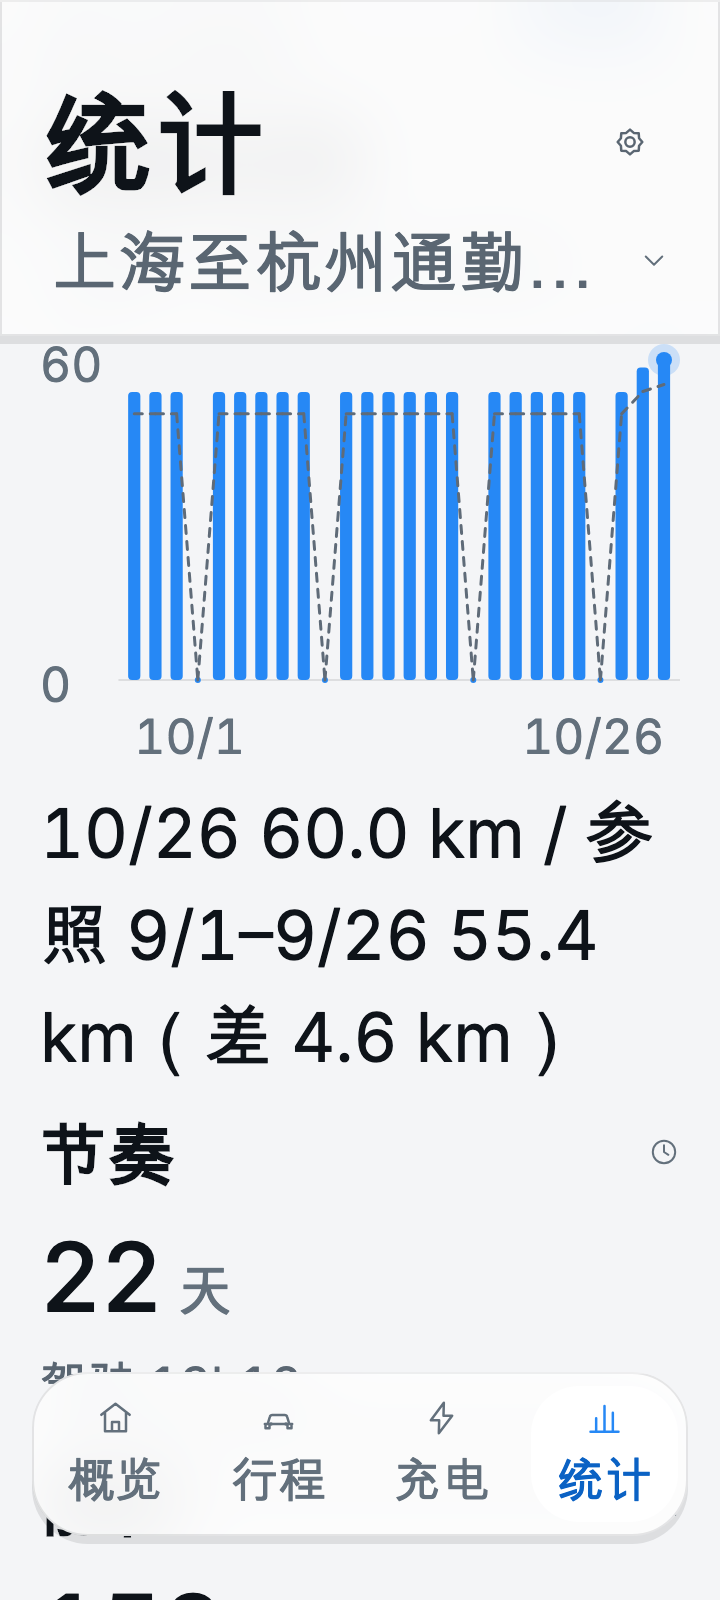 统计
上海至杭州通勤...
60
0
10/1 10/26
10/26 60.0 km / 参
照 9/1–9/26 55.4
km ( 差 4.6 km )
节奏
22 天
概览 行程 充电 统计